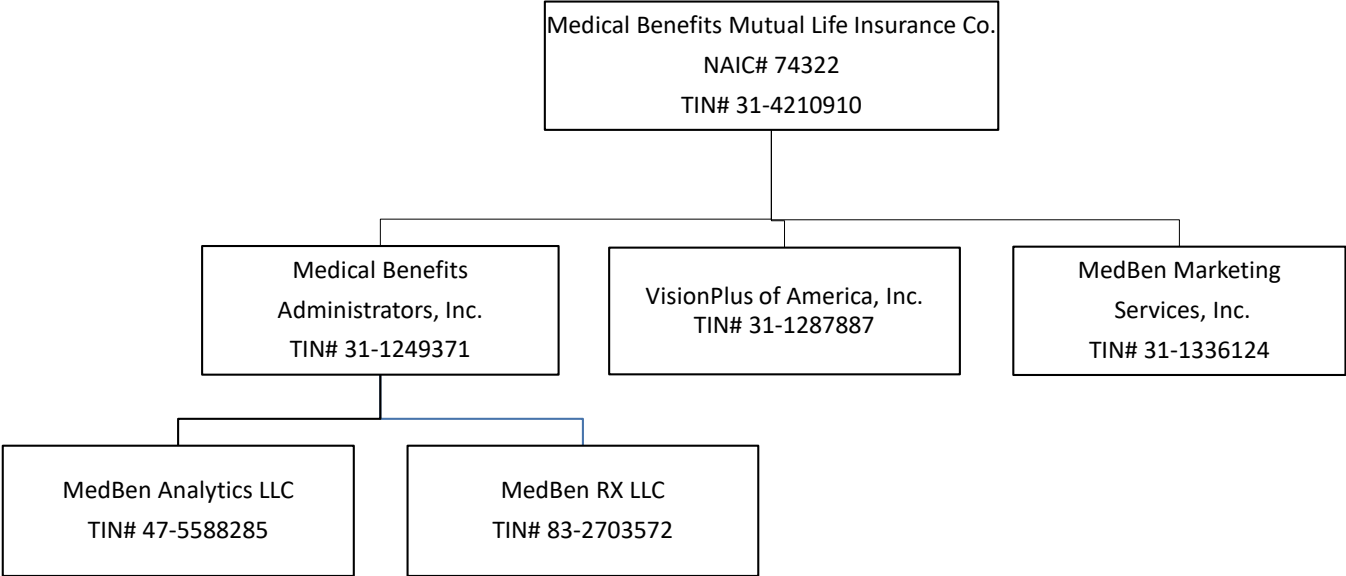 Medical Benefits Mutual Life Insurance Co.
NAIC# 74322
TIN# 31-4210910
Medical Benefits
Administrators, Inc.
TIN# 31-1249371
VisionPlus of America, Inc.
TIN# 31-1287887
MedBen Marketing
Services, Inc.
TIN# 31-1336124
MedBen Analytics LLC
TIN# 47-5588285
MedBen RX LLC
TIN# 83-2703572